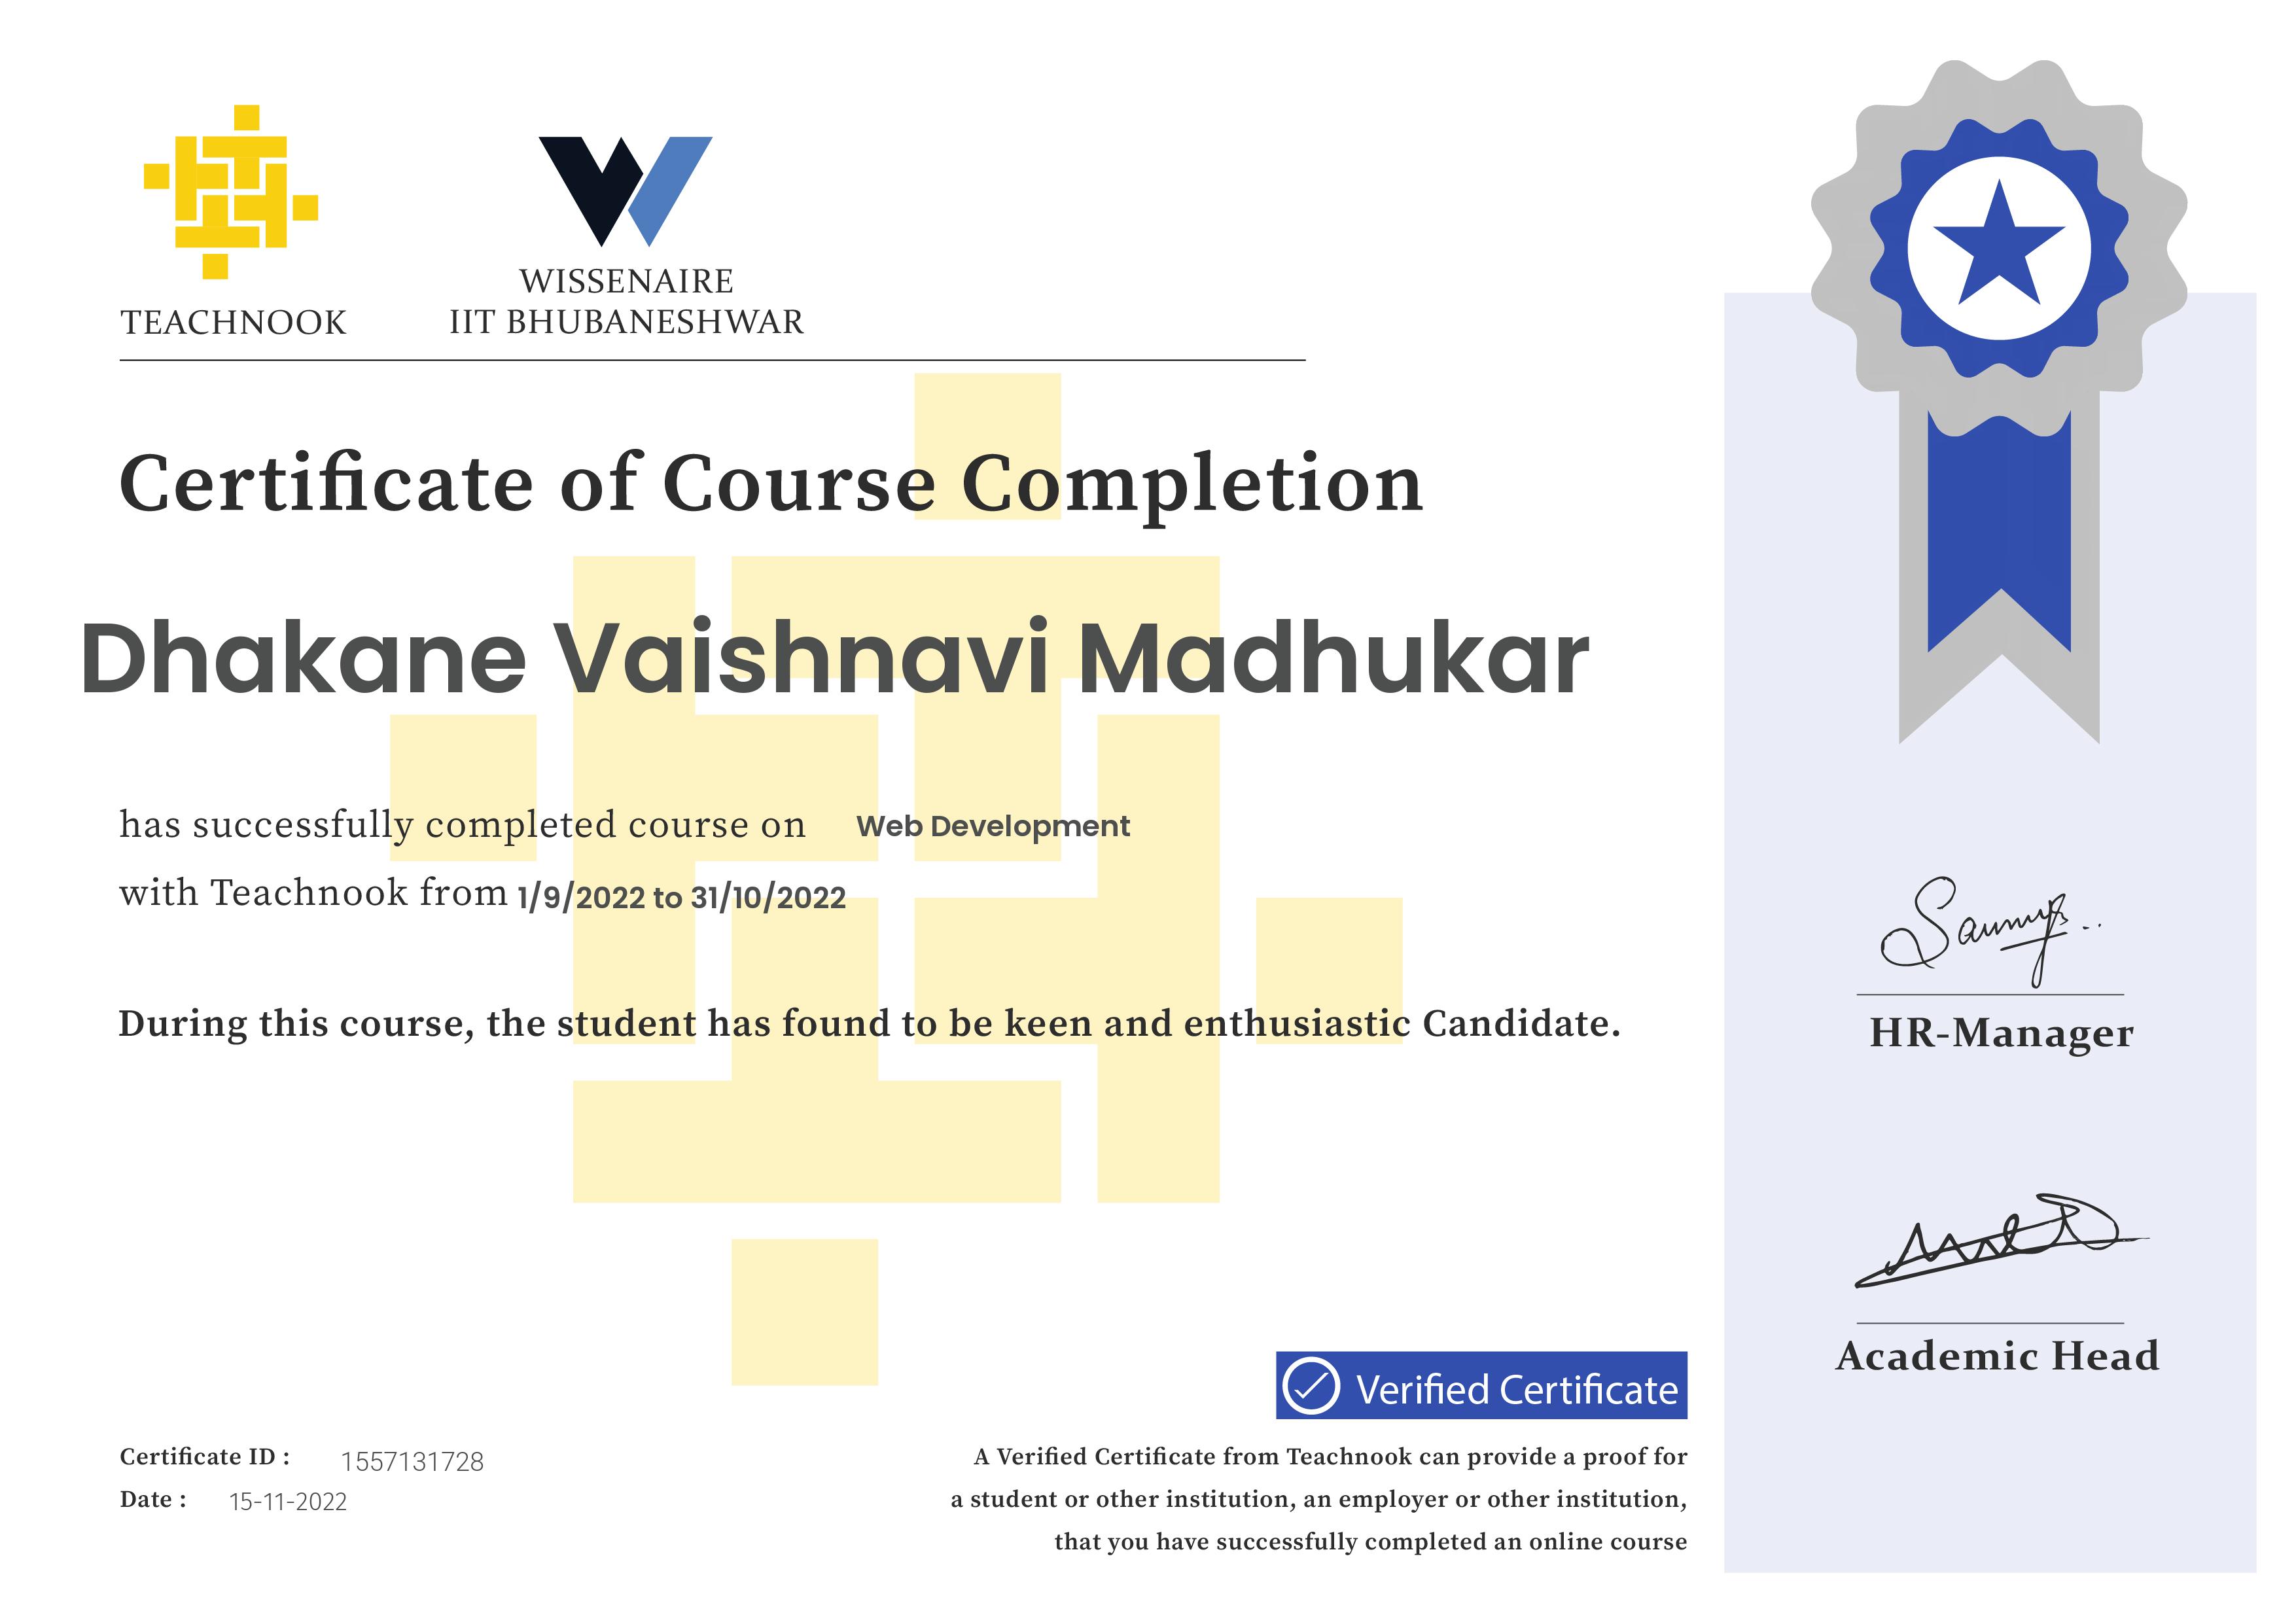 TEACHNOOK
WISSENAIRE
IIT BHUBANESHWAR
Certificate of Course Completion
Dhakane Vaishnavi Madhukar
has successfully completed course on Web Development
with Teachnook from 1/9/2022 to 31/10/2022
During this course, the student has found to be keen and enthusiastic Candidate.
HR-Manager
Academic Head
Verified Certificate
Certificate ID : 1557131728
Date : 15-11-2022
A Verified Certificate from Teachnook can provide a proof for
a student or other institution, an employer or other institution,
that you have successfully completed an online course